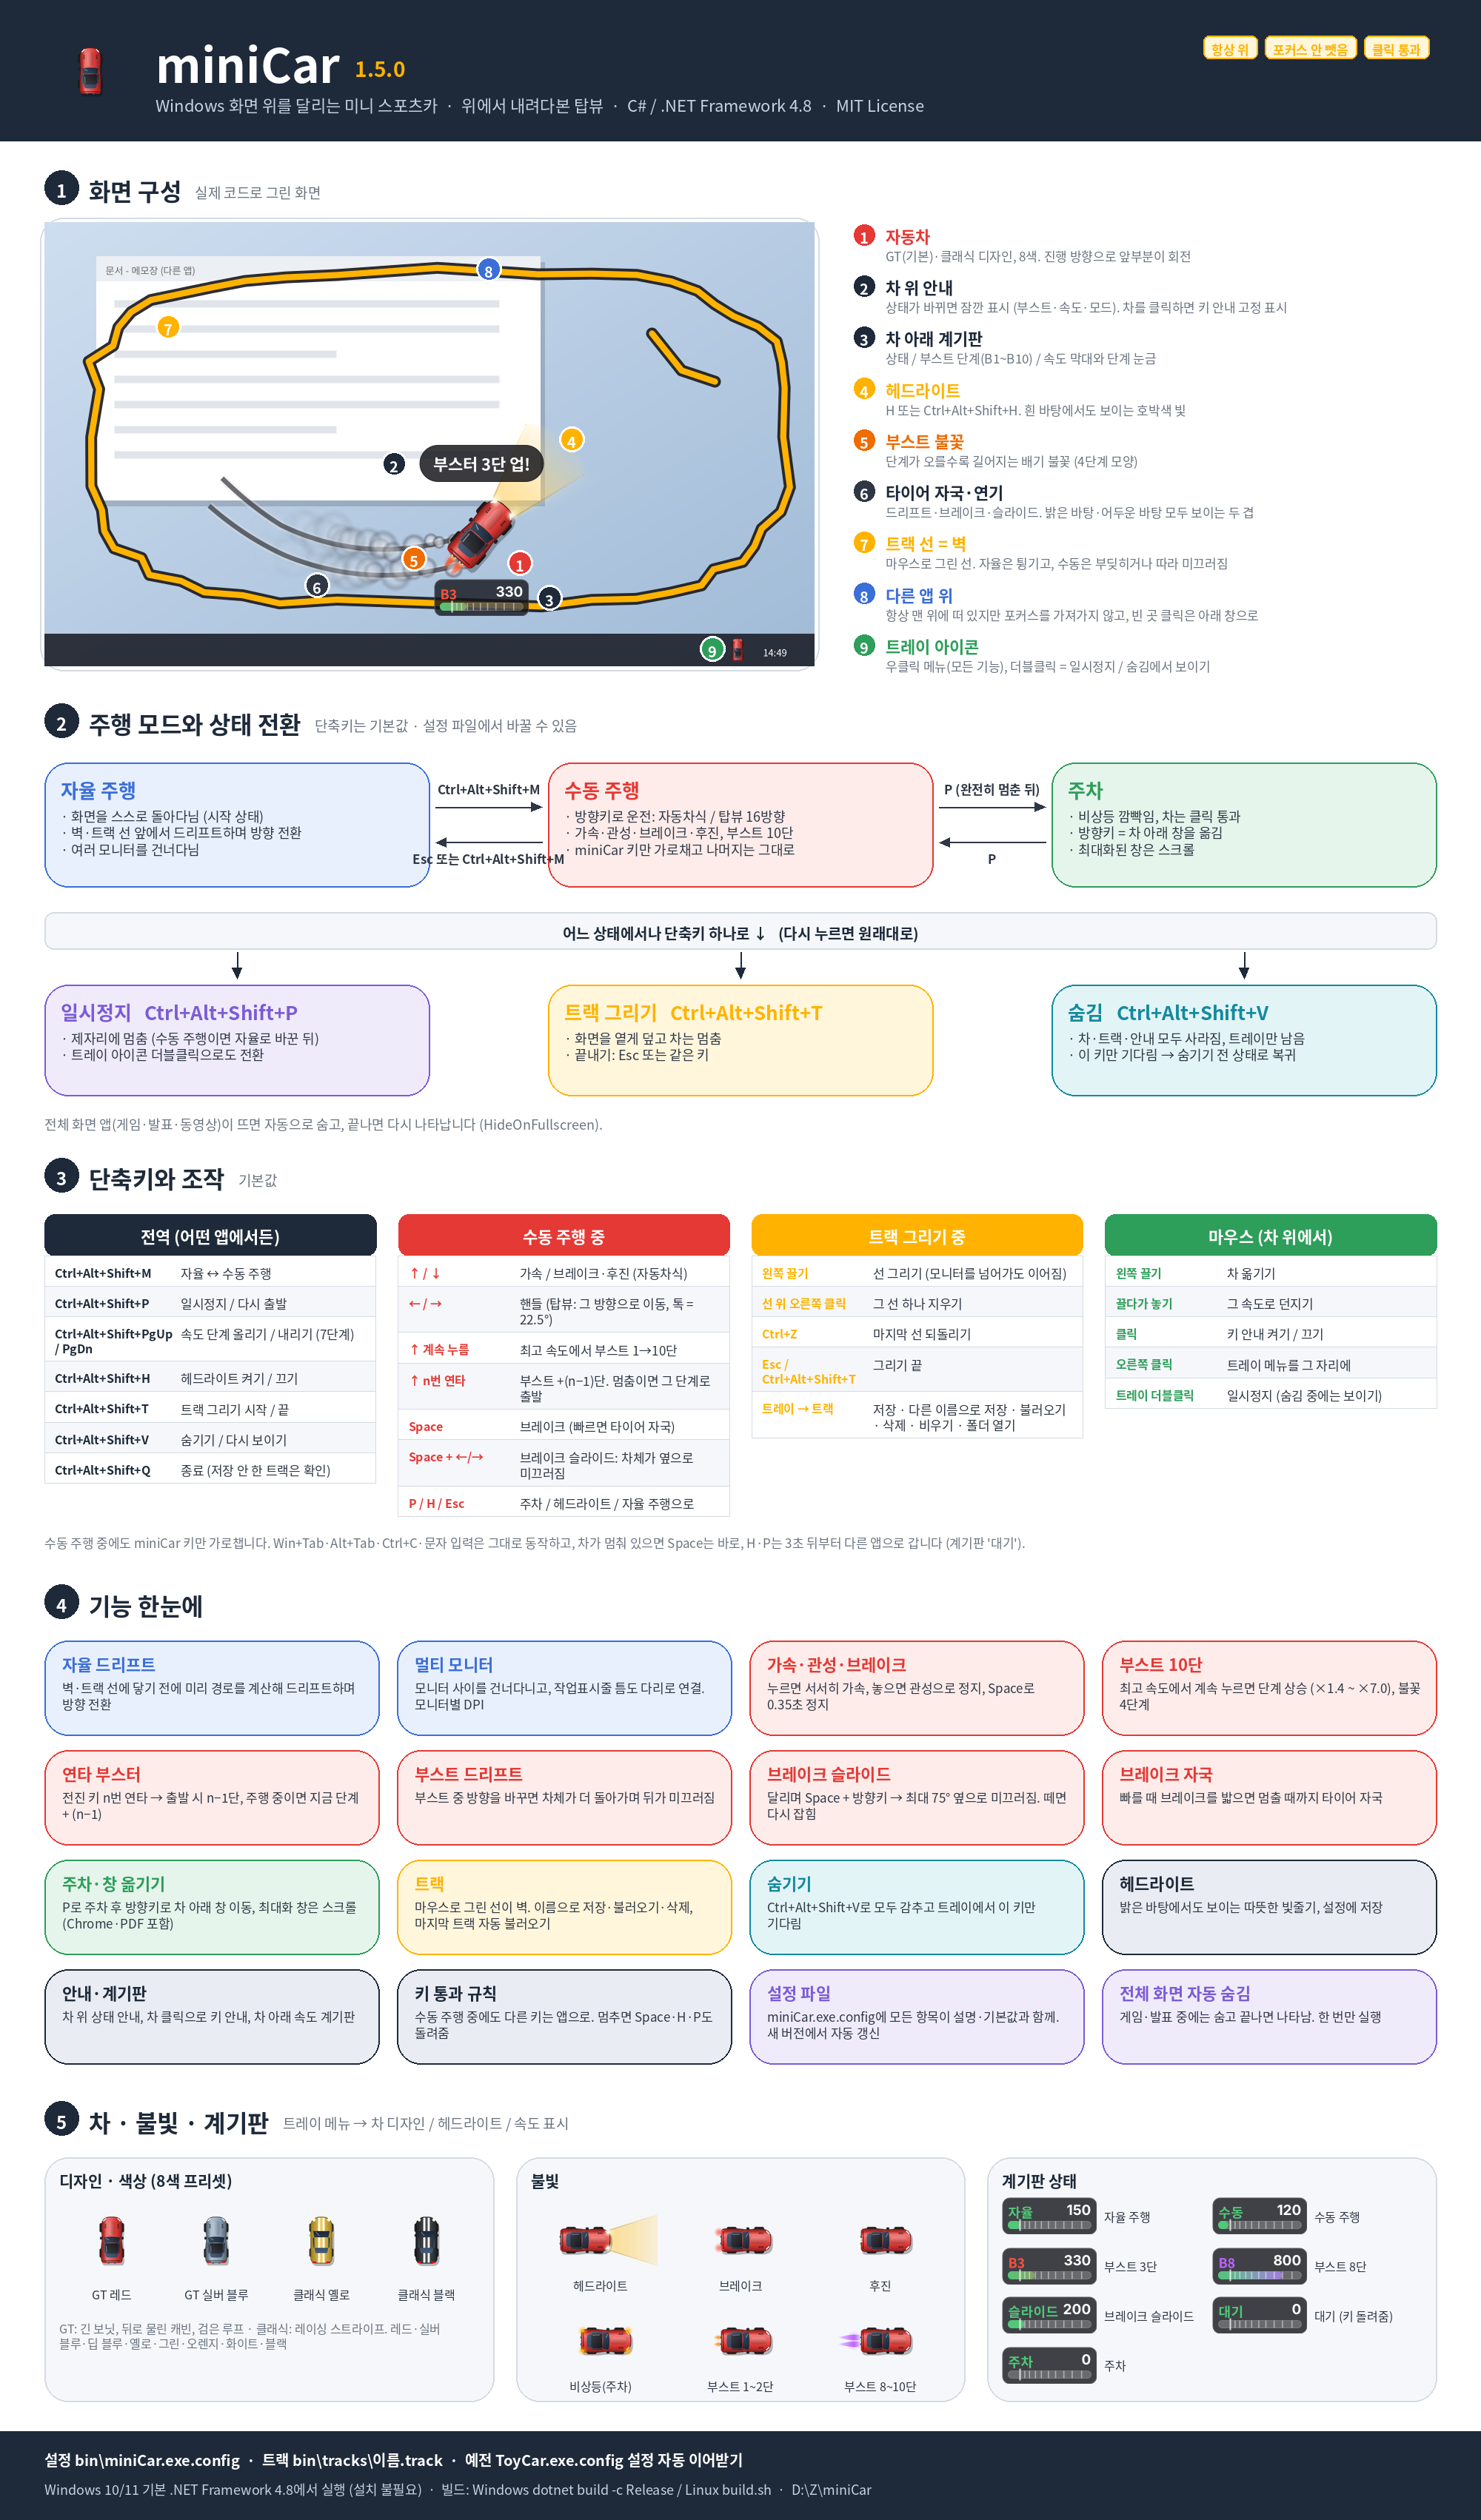 miniCar 1.5.0
항상 위 포커스 안 뺏음 클릭 통과
Windows 화면 위를 달리는 미니 스포츠카 · 위에서 내려다본 탑뷰 · C# / .NET Framework 4.8 · MIT License
1 화면 구성 실제 코드로 그린 화면
문서 - 메모장 (다른 앱)
8
7
4
2 부스터 3단 업!
5
1
6
B3 330
3
9 14:49
1 자동차
GT(기본)·클래식 디자인, 8색. 진행 방향으로 앞부분이 회전
2 차 위 안내
상태가 바뀌면 잠깐 표시 (부스트·속도·모드). 차를 클릭하면 키 안내 고정 표시
3 차 아래 계기판
상태 / 부스트 단계(B1~B10) / 속도 막대와 단계 눈금
4 헤드라이트
H 또는 Ctrl+Alt+Shift+H. 흰 바탕에서도 보이는 호박색 빛
5 부스트 불꽃
단계가 오를수록 길어지는 배기 불꽃 (4단계 모양)
6 타이어 자국·연기
드리프트·브레이크·슬라이드. 밝은 바탕·어두운 바탕 모두 보이는 두 겹
7 트랙 선 = 벽
마우스로 그린 선. 자율은 튕기고, 수동은 부딪히거나 따라 미끄러짐
8 다른 앱 위
항상 맨 위에 떠 있지만 포커스를 가져가지 않고, 빈 곳 클릭은 아래 창으로
9 트레이 아이콘
우클릭 메뉴(모든 기능), 더블클릭 = 일시정지 / 숨김에서 보이기
2 주행 모드와 상태 전환 단축키는 기본값 · 설정 파일에서 바꿀 수 있음
자율 주행
· 화면을 스스로 돌아다님 (시작 상태)
· 벽·트랙 선 앞에서 드리프트하며 방향 전환
· 여러 모니터를 건너다님
Ctrl+Alt+Shift+M
Esc 또는 Ctrl+Alt+Shift+M
수동 주행
· 방향키로 운전: 자동차식 / 탑뷰 16방향
· 가속·관성·브레이크·후진, 부스트 10단
· miniCar 키만 가로채고 나머지는 그대로
P (완전히 멈춘 뒤)
P
주차
· 비상등 깜빡임, 차는 클릭 통과
· 방향키 = 차 아래 창을 옮김
· 최대화된 창은 스크롤
어느 상태에서나 단축키 하나로 ↓ (다시 누르면 원래대로)
일시정지 Ctrl+Alt+Shift+P
· 제자리에 멈춤 (수동 주행이면 자율로 바꾼 뒤)
· 트레이 아이콘 더블클릭으로도 전환
트랙 그리기 Ctrl+Alt+Shift+T
· 화면을 옅게 덮고 차는 멈춤
· 끝내기: Esc 또는 같은 키
숨김 Ctrl+Alt+Shift+V
· 차·트랙·안내 모두 사라짐, 트레이만 남음
· 이 키만 기다림 → 숨기기 전 상태로 복귀
전체 화면 앱(게임·발표·동영상)이 뜨면 자동으로 숨고, 끝나면 다시 나타납니다 (HideOnFullscreen).
3 단축키와 조작 기본값
전역 (어떤 앱에서든)
Ctrl+Alt+Shift+M 자율 ↔ 수동 주행
Ctrl+Alt+Shift+P 일시정지 / 다시 출발
Ctrl+Alt+Shift+PgUp 속도 단계 올리기 / 내리기 (7단계)
/ PgDn
Ctrl+Alt+Shift+H 헤드라이트 켜기 / 끄기
Ctrl+Alt+Shift+T 트랙 그리기 시작 / 끝
Ctrl+Alt+Shift+V 숨기기 / 다시 보이기
Ctrl+Alt+Shift+Q 종료 (저장 안 한 트랙은 확인)
수동 주행 중
↑ / ↓ 가속 / 브레이크·후진 (자동차식)
← / → 핸들 (탑뷰: 그 방향으로 이동, 톡 =
22.5°)
↑ 계속 누름 최고 속도에서 부스트 1→10단
↑ n번 연타 부스트 +(n−1)단. 멈춤이면 그 단계로
출발
Space 브레이크 (빠르면 타이어 자국)
Space + ←/→ 브레이크 슬라이드: 차체가 옆으로
미끄러짐
P / H / Esc 주차 / 헤드라이트 / 자율 주행으로
트랙 그리기 중
왼쪽 끌기 선 그리기 (모니터를 넘어가도 이어짐)
선 위 오른쪽 클릭 그 선 하나 지우기
Ctrl+Z 마지막 선 되돌리기
Esc / 그리기 끝
Ctrl+Alt+Shift+T
트레이 → 트랙 저장 · 다른 이름으로 저장 · 불러오기
· 삭제 · 비우기 · 폴더 열기
마우스 (차 위에서)
왼쪽 끌기 차 옮기기
끌다가 놓기 그 속도로 던지기
클릭 키 안내 켜기 / 끄기
오른쪽 클릭 트레이 메뉴를 그 자리에
트레이 더블클릭 일시정지 (숨김 중에는 보이기)
수동 주행 중에도 miniCar 키만 가로챕니다. Win+Tab·Alt+Tab·Ctrl+C·문자 입력은 그대로 동작하고, 차가 멈춰 있으면 Space는 바로, H·P는 3초 뒤부터 다른 앱으로 갑니다 (계기판 '대기').
4 기능 한눈에
자율 드리프트
벽·트랙 선에 닿기 전에 미리 경로를 계산해 드리프트하며
방향 전환
멀티 모니터
모니터 사이를 건너다니고, 작업표시줄 틈도 다리로 연결.
모니터별 DPI
가속·관성·브레이크
누르면 서서히 가속, 놓으면 관성으로 정지, Space로
0.35초 정지
부스트 10단
최고 속도에서 계속 누르면 단계 상승 (×1.4 ~ ×7.0), 불꽃
4단계
연타 부스터
전진 키 n번 연타 → 출발 시 n−1단, 주행 중이면 지금 단계
+ (n−1)
부스트 드리프트
부스트 중 방향을 바꾸면 차체가 더 돌아가며 뒤가 미끄러짐
브레이크 슬라이드
달리며 Space + 방향키 → 최대 75° 옆으로 미끄러짐. 떼면
다시 잡힘
브레이크 자국
빠를 때 브레이크를 밟으면 멈출 때까지 타이어 자국
주차·창 옮기기
P로 주차 후 방향키로 차 아래 창 이동, 최대화 창은 스크롤
(Chrome·PDF 포함)
트랙
마우스로 그린 선이 벽. 이름으로 저장·불러오기·삭제,
마지막 트랙 자동 불러오기
숨기기
Ctrl+Alt+Shift+V로 모두 감추고 트레이에서 이 키만
기다림
헤드라이트
밝은 바탕에서도 보이는 따뜻한 빛줄기, 설정에 저장
안내·계기판
차 위 상태 안내, 차 클릭으로 키 안내, 차 아래 속도 계기판
키 통과 규칙
수동 주행 중에도 다른 키는 앱으로. 멈추면 Space·H·P도
돌려줌
설정 파일
miniCar.exe.config에 모든 항목이 설명·기본값과 함께.
새 버전에서 자동 갱신
전체 화면 자동 숨김
게임·발표 중에는 숨고 끝나면 나타남. 한 번만 실행
5 차 · 불빛 · 계기판 트레이 메뉴 → 차 디자인 / 헤드라이트 / 속도 표시
디자인 · 색상 (8색 프리셋)
GT 레드 GT 실버 블루 클래식 옐로 클래식 블랙
GT: 긴 보닛, 뒤로 물린 캐빈, 검은 루프 · 클래식: 레이싱 스트라이프. 레드·실버
블루·딥 블루·옐로·그린·오렌지·화이트·블랙
불빛
헤드라이트 브레이크 후진
비상등(주차) 부스트 1~2단 부스트 8~10단
계기판 상태
자율 150 자율 주행 수동 120 수동 주행
B3 330 부스트 3단 B8 800 부스트 8단
슬라이드 200 브레이크 슬라이드 대기 0 대기 (키 돌려줌)
주차 0 주차
설정 bin\miniCar.exe.config · 트랙 bin\tracks\이름.track · 예전 ToyCar.exe.config 설정 자동 이어받기
Windows 10/11 기본 .NET Framework 4.8에서 실행 (설치 불필요) · 빌드: Windows dotnet build -c Release / Linux build.sh · D:\Z\miniCar